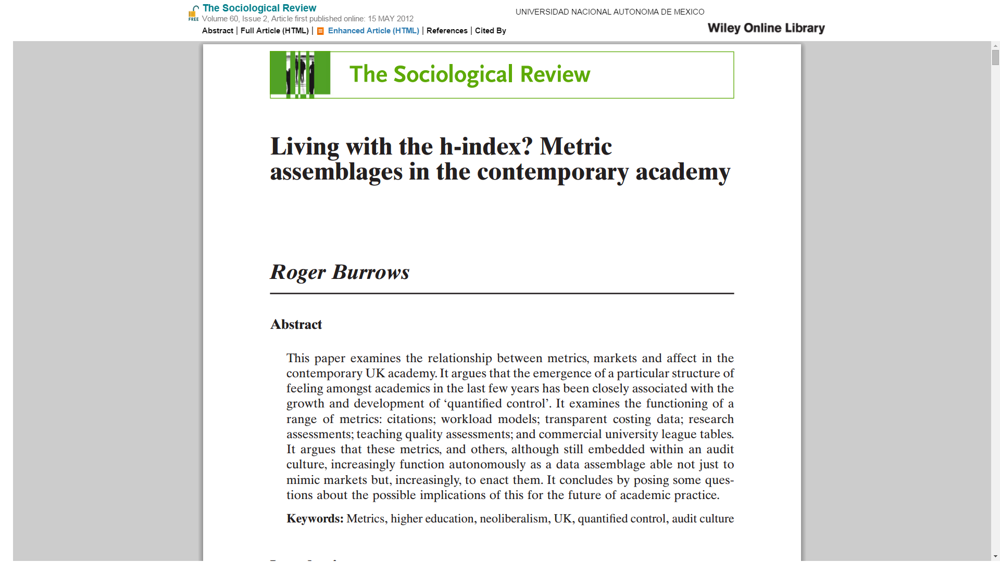 The Sociological Review
FREE
Volume 60, Issue 2, Article first published online: 15 MAY 2012
Abstract | Full Article (HTML) | Enhanced Article (HTML) | References | Cited By
UNIVERSIDAD NACIONAL AUTONOMA DE MEXICO
Wiley Online Library
The Sociological Review
Living with the h-index? Metric
assemblages in the contemporary academy
Roger Burrows
Abstract
This paper examines the relationship between metrics, markets and affect in the
contemporary UK academy. It argues that the emergence of a particular structure of
feeling amongst academics in the last few years has been closely associated with the
growth and development of ‘quantified control’. It examines the functioning of a
range of metrics: citations; workload models; transparent costing data; research
assessments; teaching quality assessments; and commercial university league tables.
It argues that these metrics, and others, although still embedded within an audit
culture, increasingly function autonomously as a data assemblage able not just to
mimic markets but, increasingly, to enact them. It concludes by posing some ques-
tions about the possible implications of this for the future of academic practice.
Keywords: Metrics, higher education, neoliberalism, UK, quantified control, audit culture